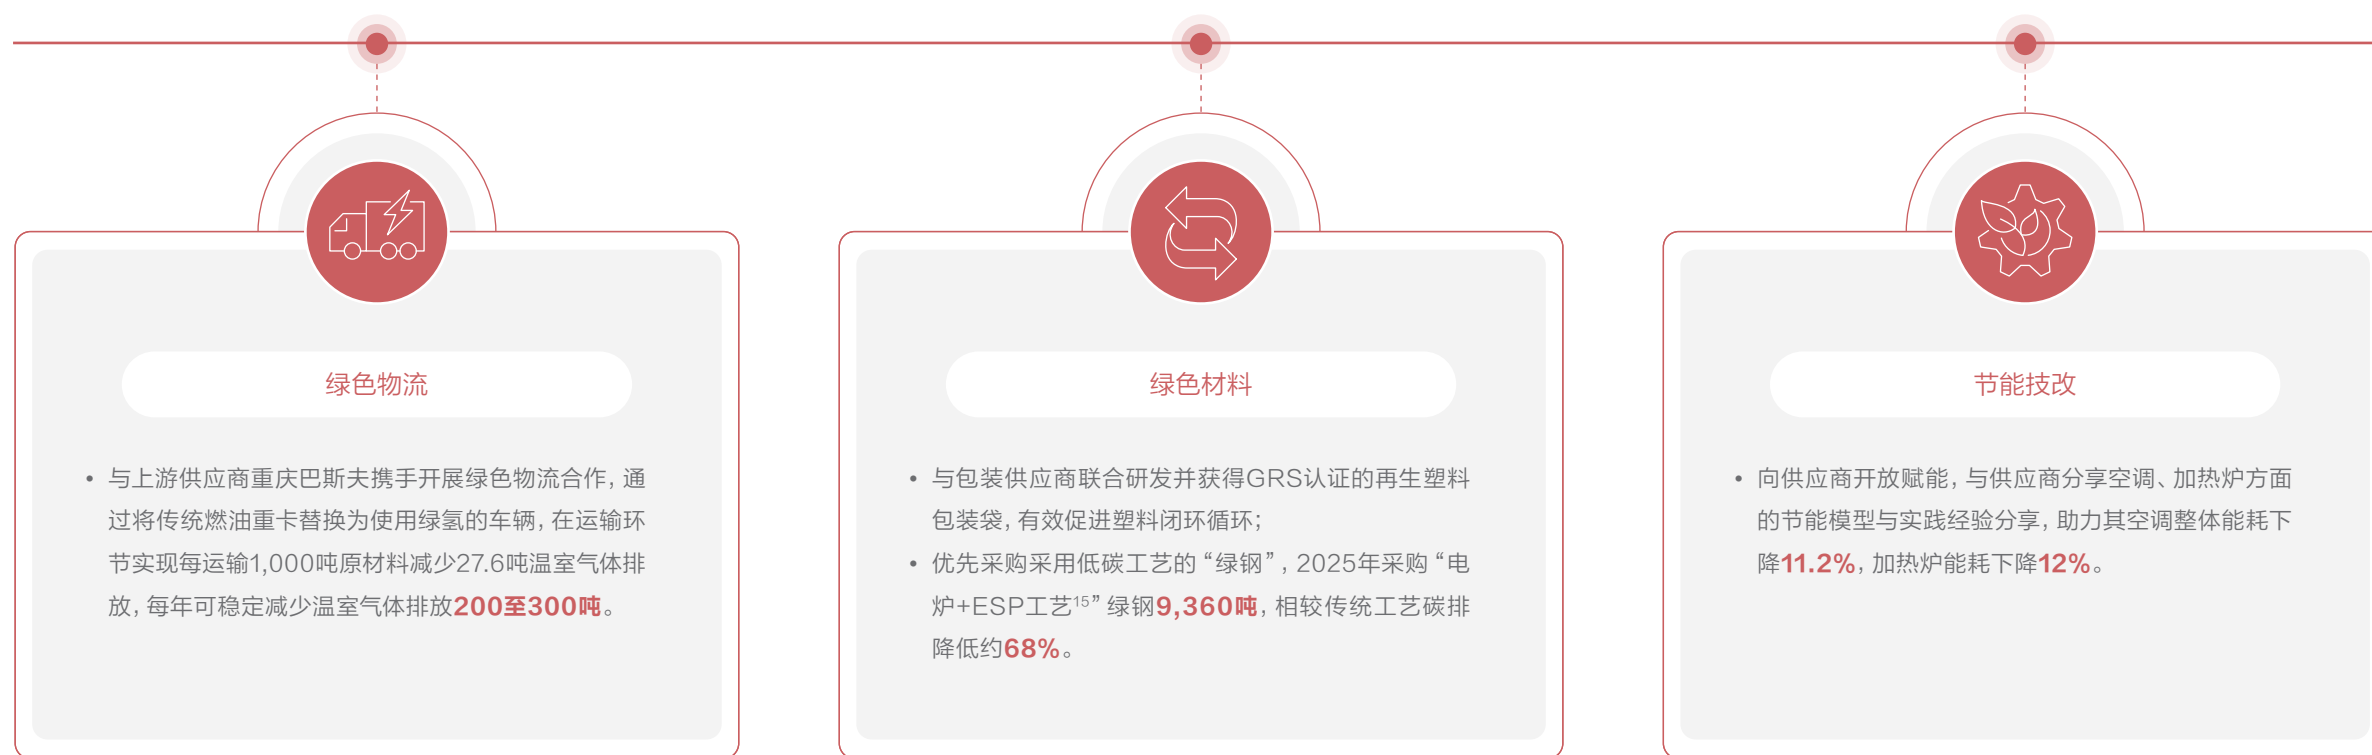 绿色物流
• 与上游供应商重庆巴斯夫携手开展绿色物流合作，通
过将传统燃油重卡替换为使用绿氢的车辆，在运输环
节实现每运输1,000吨原材料减少27.6吨温室气体排
放，每年可稳定减少温室气体排放200至300吨。
绿色材料
• 与包装供应商联合研发并获得GRS认证的再生塑料
包装袋，有效促进塑料闭环循环；
• 优先采购采用低碳工艺的“绿钢”，2025年采购“电
炉+ESP工艺15”绿钢9,360吨，相较传统工艺碳排
降低约68%。
节能技改
• 向供应商开放赋能，与供应商分享空调、加热炉方面
的节能模型与实践经验分享，助力其空调整体能耗下
降11.2%，加热炉能耗下降12%。